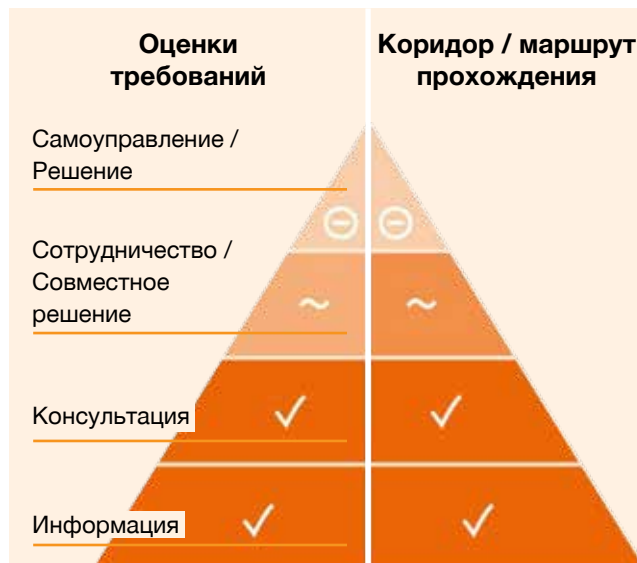 Оценки
требований
Коридор / маршрут
прохождения
Самоуправление /
Решение
Сотрудничество /
Совместное
решение
Консультация
Информация